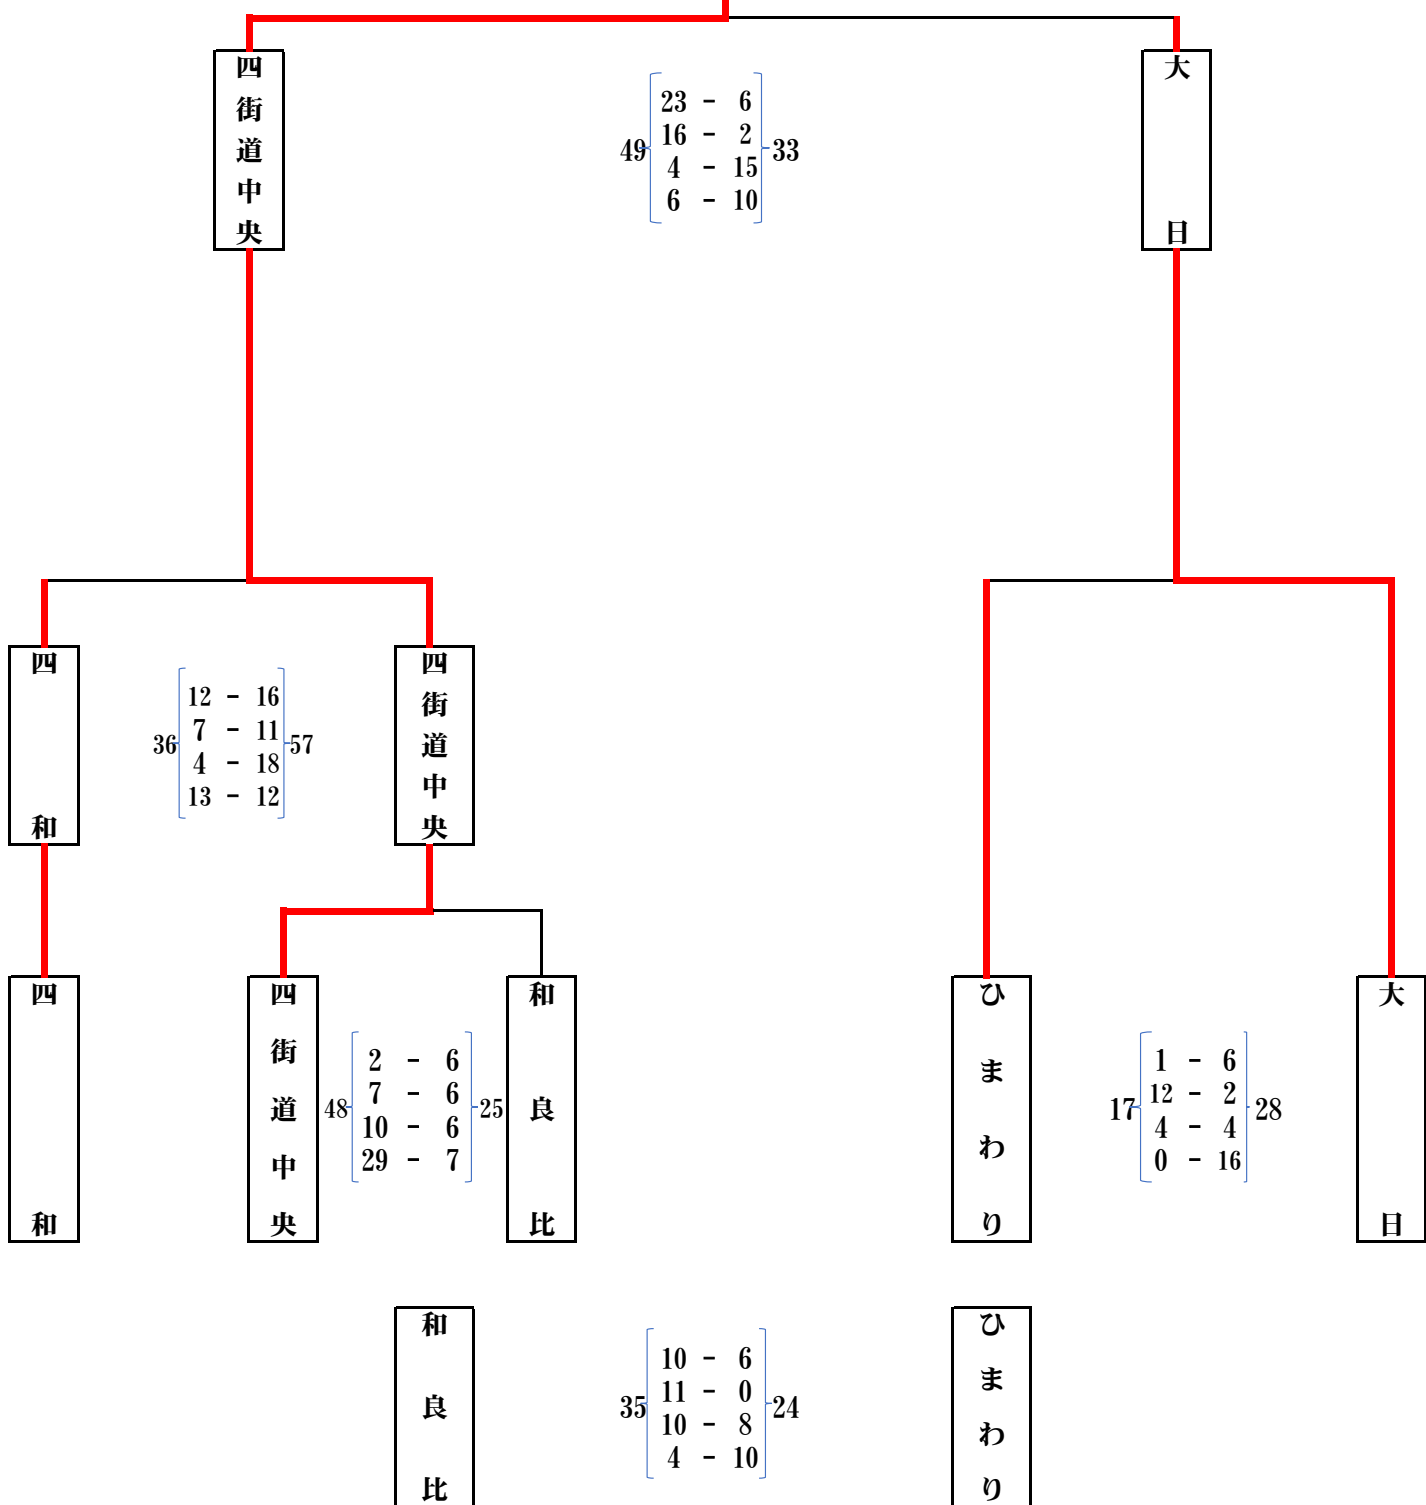 四街道中央
大日
23 - 6
16 - 2
49 33
4 - 15
6 - 10
四和
四街道中央
12 - 16
7 - 11
36 57
4 - 18
13 - 12
四和
四街道中央
和良比
ひまわり
大日
2 - 6
7 - 6
48 25
10 - 6
29 - 7
1 - 6
12 - 2
17 28
4 - 4
0 - 16
和良比
ひまわり
10 - 6
11 - 0
35 24
10 - 8
4 - 10